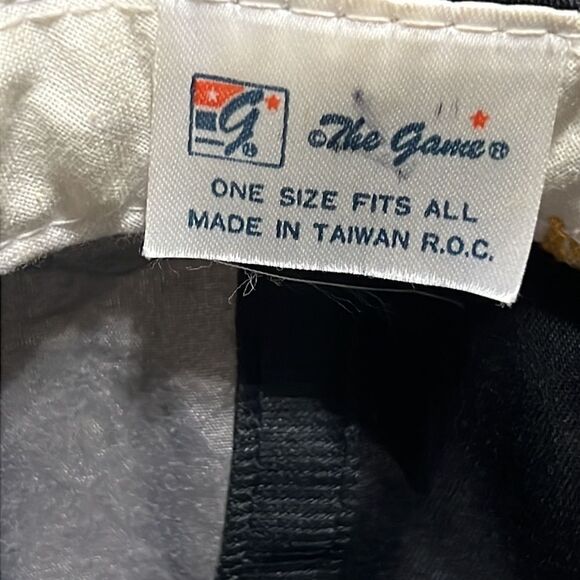 G®
©The Game®
ONE SIZE FITS ALL
MADE IN TAIWAN R.O.C.